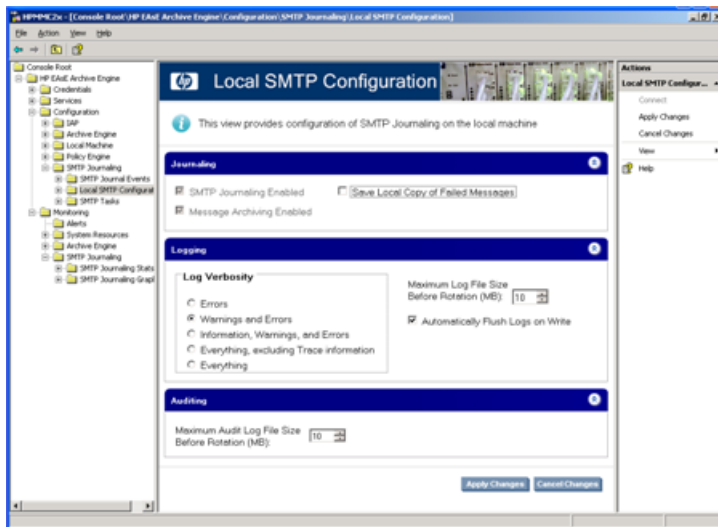 HPMMC2x - [Console Root\HP EAsE Archive Engine\Configuration\SMTP Journaling\Local SMTP Configuration]
File Action View Help
Console Root
HP EAsE Archive Engine
Credentials
Services
Configuration
IAP
Archive Engine
Local Machine
Policy Engine
SMTP Journaling
SMTP Journal Events
Local SMTP Configurat
SMTP Tasks
Monitoring
Alerts
System Resources
Archive Engine
SMTP Journaling
SMTP Journaling Stats
SMTP Journaling Grapl
hp
Local SMTP Configuration
This view provides configuration of SMTP Journaling on the local machine
Journaling
SMTP Journaling Enabled
Save Local Copy of Failed Messages
Message Archiving Enabled
Logging
Log Verbosity
Errors
Warnings and Errors
Information, Warnings, and Errors
Everything, excluding Trace information
Everything
Maximum Log File Size
Before Rotation (MB): 10
Automatically Flush Logs on Write
Auditing
Maximum Audit Log File Size
Before Rotation (MB): 10
Apply Changes Cancel Changes
Actions
Local SMTP Configur...
Connect
Apply Changes
Cancel Changes
View
Help